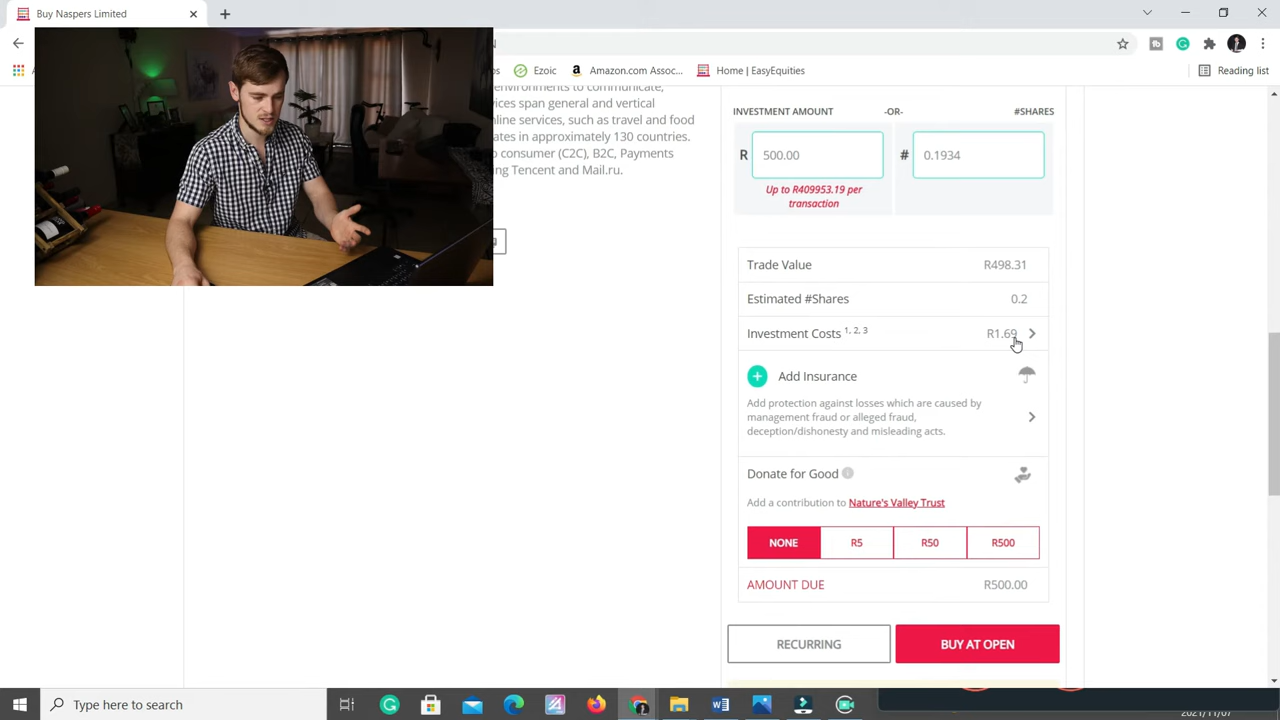 Buy Naspers Limited
Ezoic
Amazon.com Assoc...
Home | EasyEquities
Reading list
environments to communicate,
vices span general and vertical
nline services, such as travel and food
ates in approximately 130 countries.
o consumer (C2C), B2C, Payments
ng Tencent and Mail.ru.
INVESTMENT AMOUNT -OR- #SHARES
R 500.00 # 0.1934
Up to R409953.19 per
transaction
Trade Value R498.31
Estimated #Shares 0.2
Investment Costs 1, 2, 3 R1.69
Add Insurance
Add protection against losses which are caused by
management fraud or alleged fraud,
deception/dishonesty and misleading acts.
Donate for Good
Add a contribution to Nature's Valley Trust
NONE R5 R50 R500
AMOUNT DUE R500.00
RECURRING BUY AT OPEN
Type here to search
2021/11/07